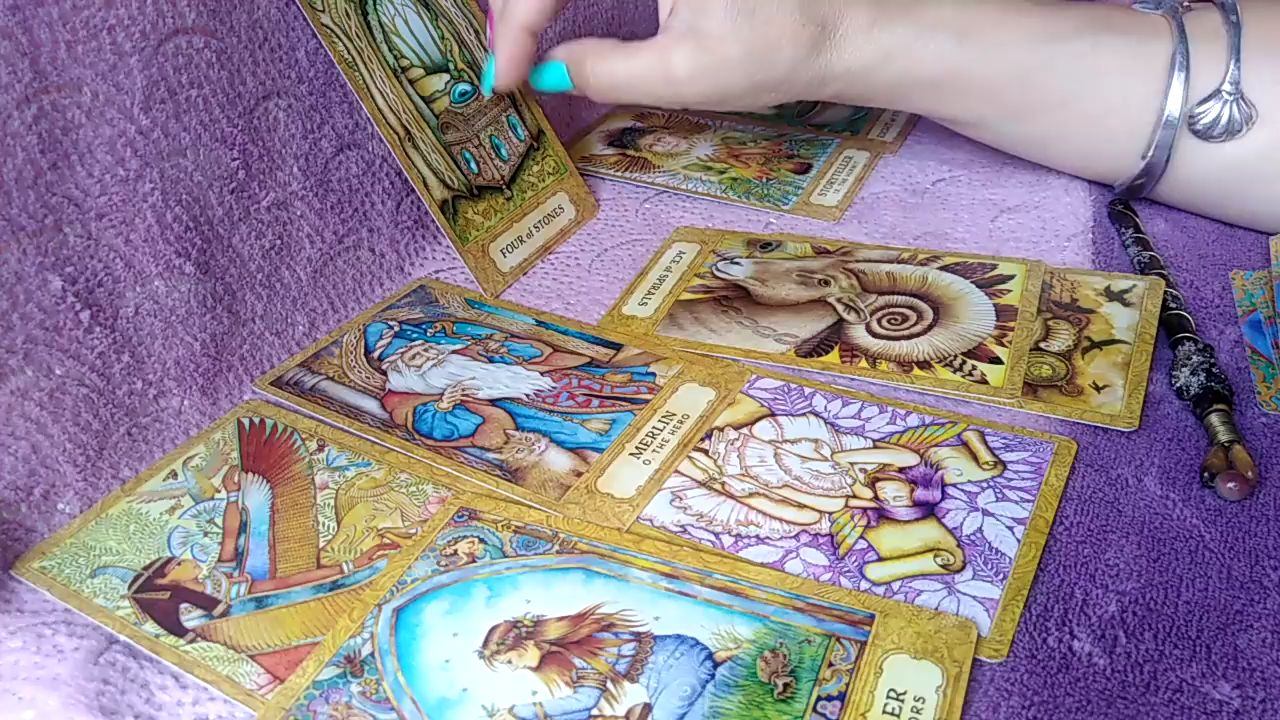 FOUR of STONES
STORYTELLER
ACE of SPIRALS
MERLIN
O. THE HERO
ER
ORS